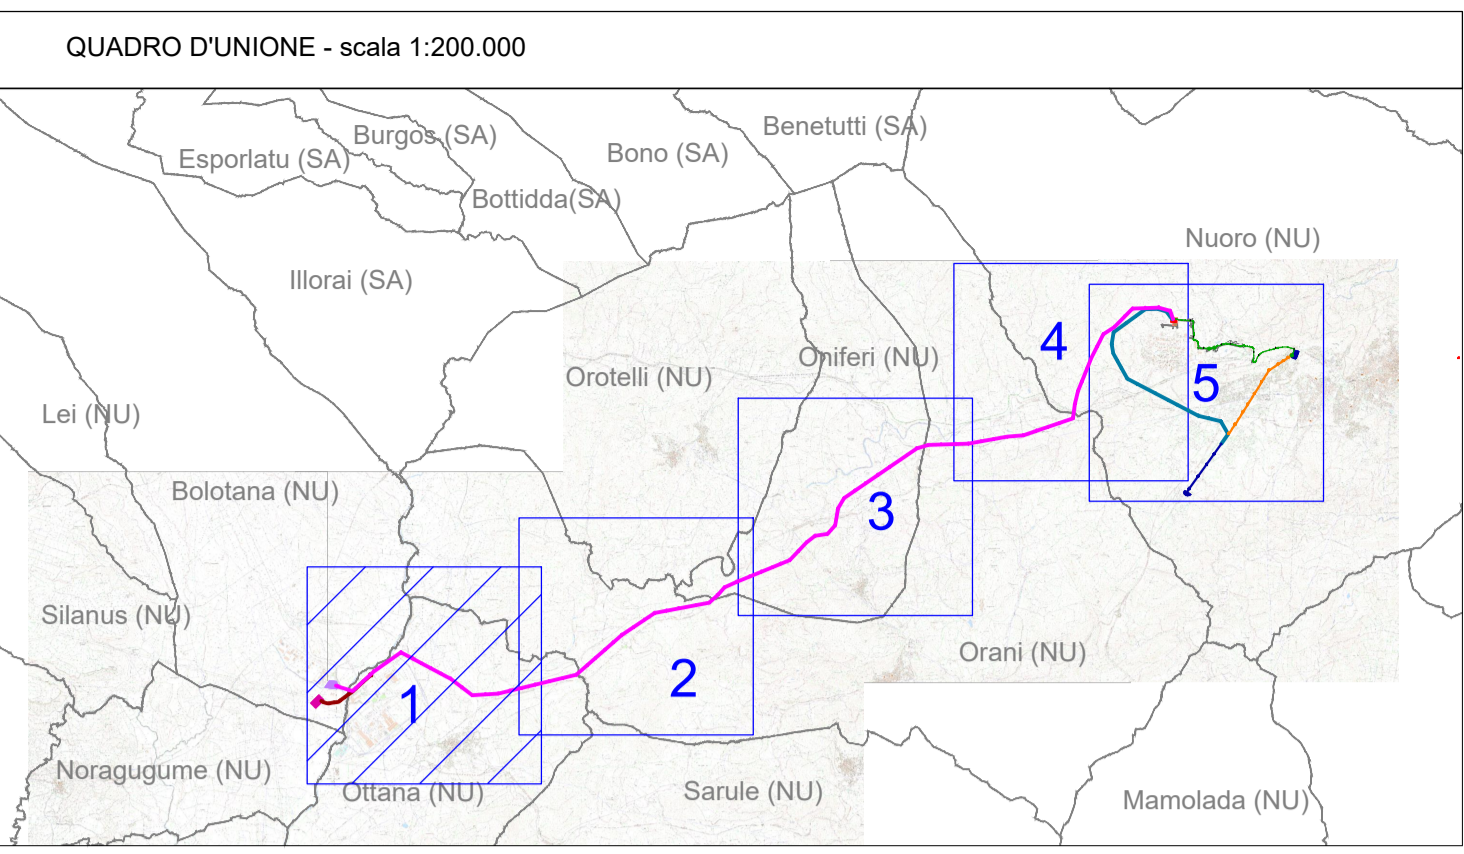 QUADRO D'UNIONE - scala 1:200.000
Benetutti (SA)
Burgos (SA)
Bono (SA)
Esporlatu (SA)
Bottidda(SA)
Nuoro (NU)
Illorai (SA)
4
Oniferi (NU)
Orotelli (NU)
5
Lei (NU)
Bolotana (NU)
3
Silanus (NU)
Orani (NU)
2
1
Noragugume (NU)
Ottana (NU)
Sarule (NU)
Mamolada (NU)